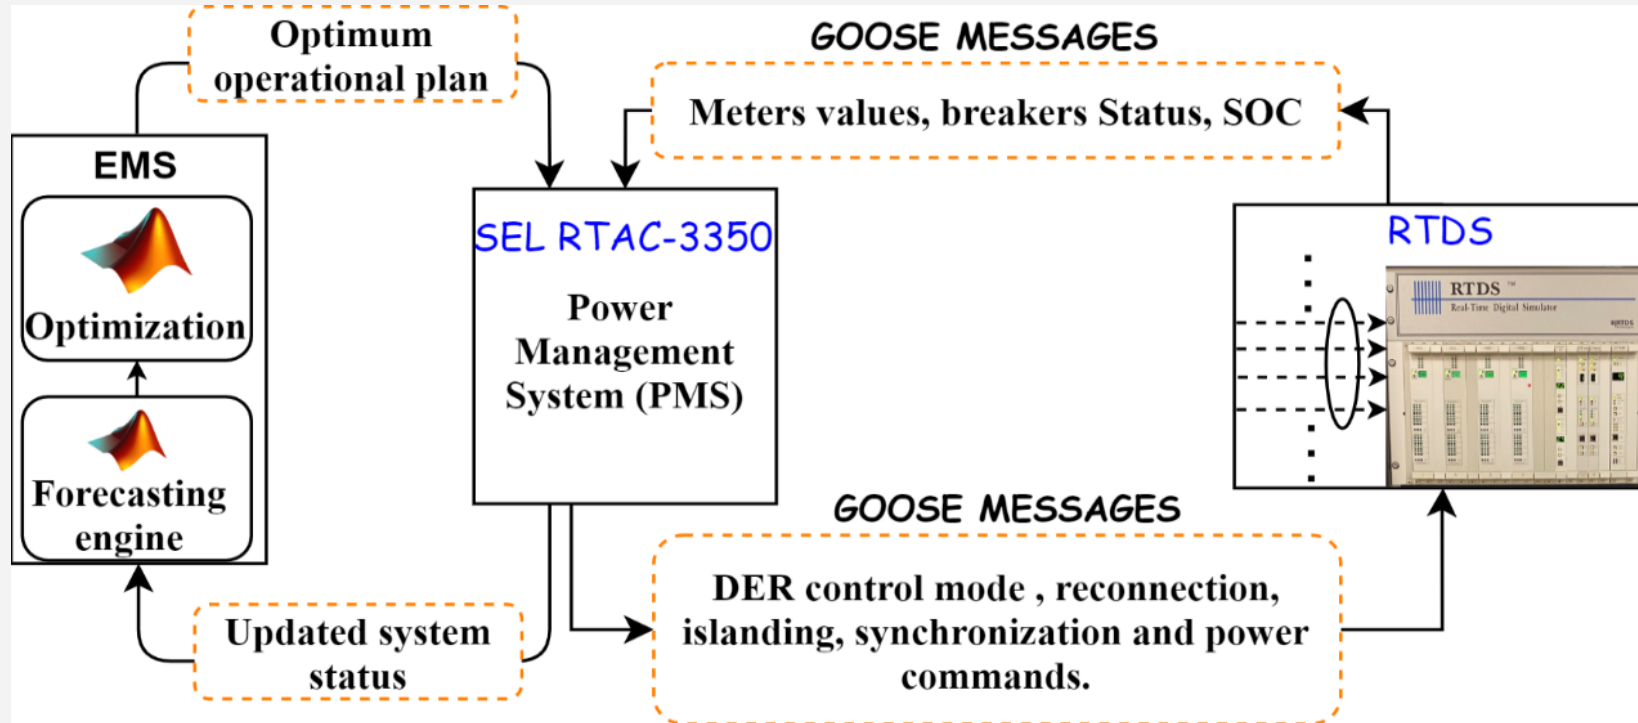 Optimum
operational plan
GOOSE MESSAGES
Meters values, breakers Status, SOC
EMS
Optimization
Forecasting
engine
SEL RTAC-3350
Power
Management
System (PMS)
RTDS
RTDS ™
Real-Time Digital Simulator
GOOSE MESSAGES
DER control mode , reconnection,
islanding, synchronization and power
commands.
Updated system
status